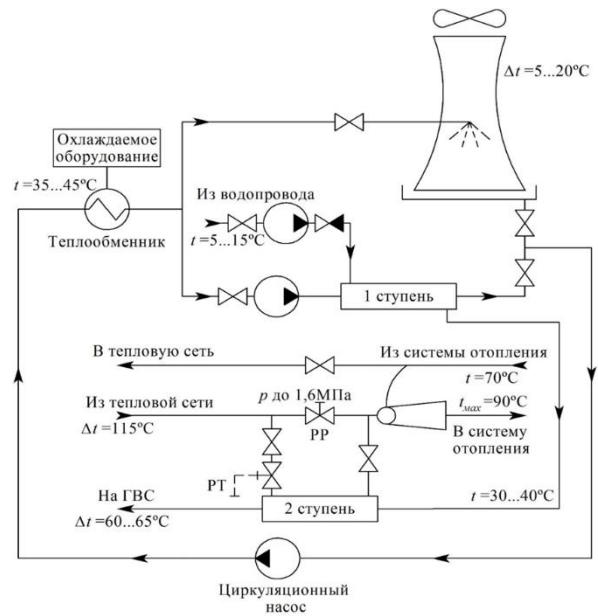 Δt =5...20ºC
Охлаждаемое
оборудование
t =35...45ºC
Теплообменник
Из водопровода
t =5...15ºC
1 ступень
В тепловую сеть
Из системы отопления
t =70ºC
Из тепловой сети
Δt =115ºC
p до 1,6МПа
РР
tмах=90ºC
В систему
отопления
РТ
На ГВС
Δt =60...65ºC
2 ступень
t =30...40ºC
Циркуляционный
насос